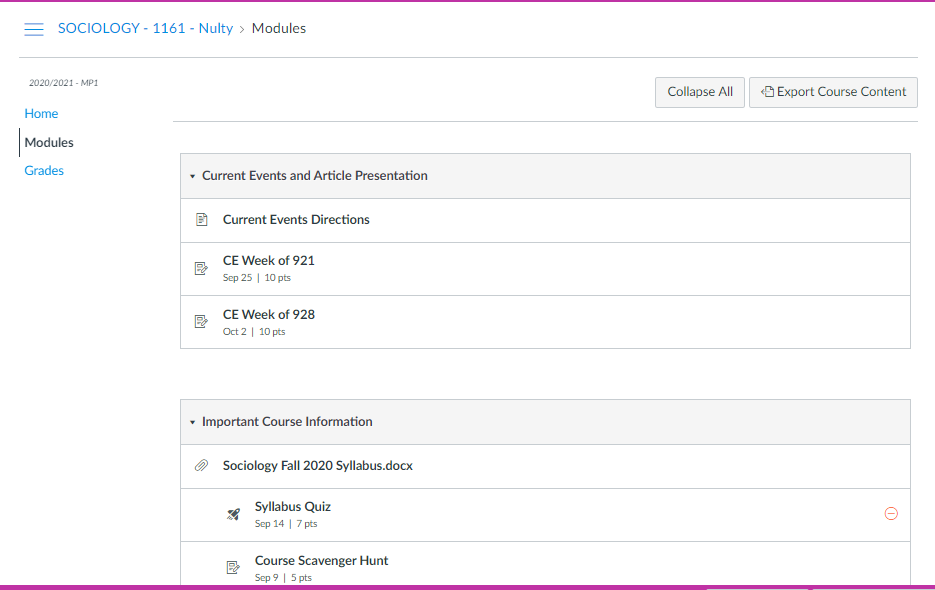 SOCIOLOGY - 1161 - Nulty › Modules
2020/2021 - MP1
Collapse All
Export Course Content
Home
Modules
Grades
Current Events and Article Presentation
Current Events Directions
CE Week of 921
Sep 25 | 10 pts
CE Week of 928
Oct 2 | 10 pts
Important Course Information
Sociology Fall 2020 Syllabus.docx
Syllabus Quiz
Sep 14 | 7 pts
Course Scavenger Hunt
Sep 9 | 5 pts